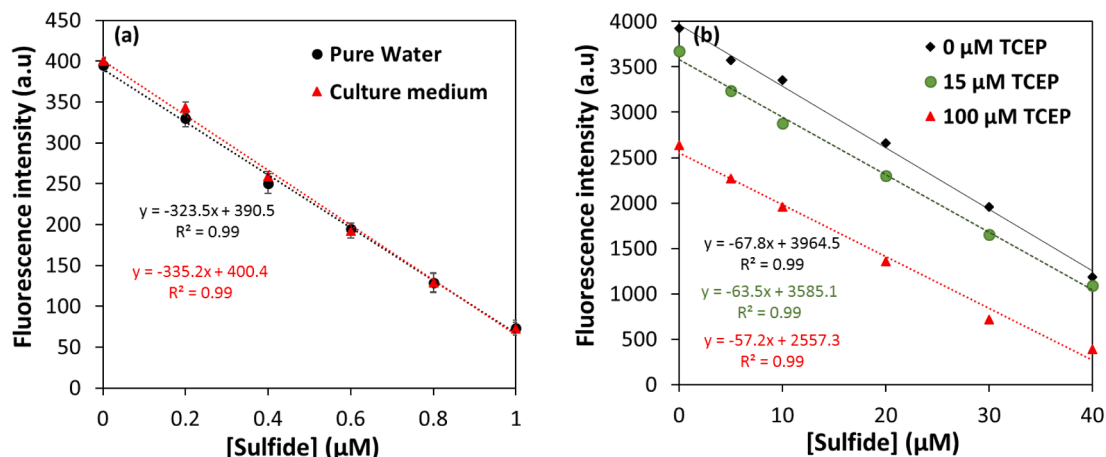 (a)
Pure Water
Culture medium
Fluorescence intensity (a.u)
450
400
350
300
250
200
150
100
50
0
y = -323.5x + 390.5
R² = 0.99
y = -335.2x + 400.4
R² = 0.99
0 0.2 0.4 0.6 0.8 1
[Sulfide] (µM)
(b)
0 µM TCEP
15 µM TCEP
100 µM TCEP
Fluorescence intensity (a.u)
4000
3500
3000
2500
2000
1500
1000
500
0
y = -67.8x + 3964.5
R² = 0.99
y = -63.5x + 3585.1
R² = 0.99
y = -57.2x + 2557.3
R² = 0.99
0 10 20 30 40
[Sulfide] (µM)